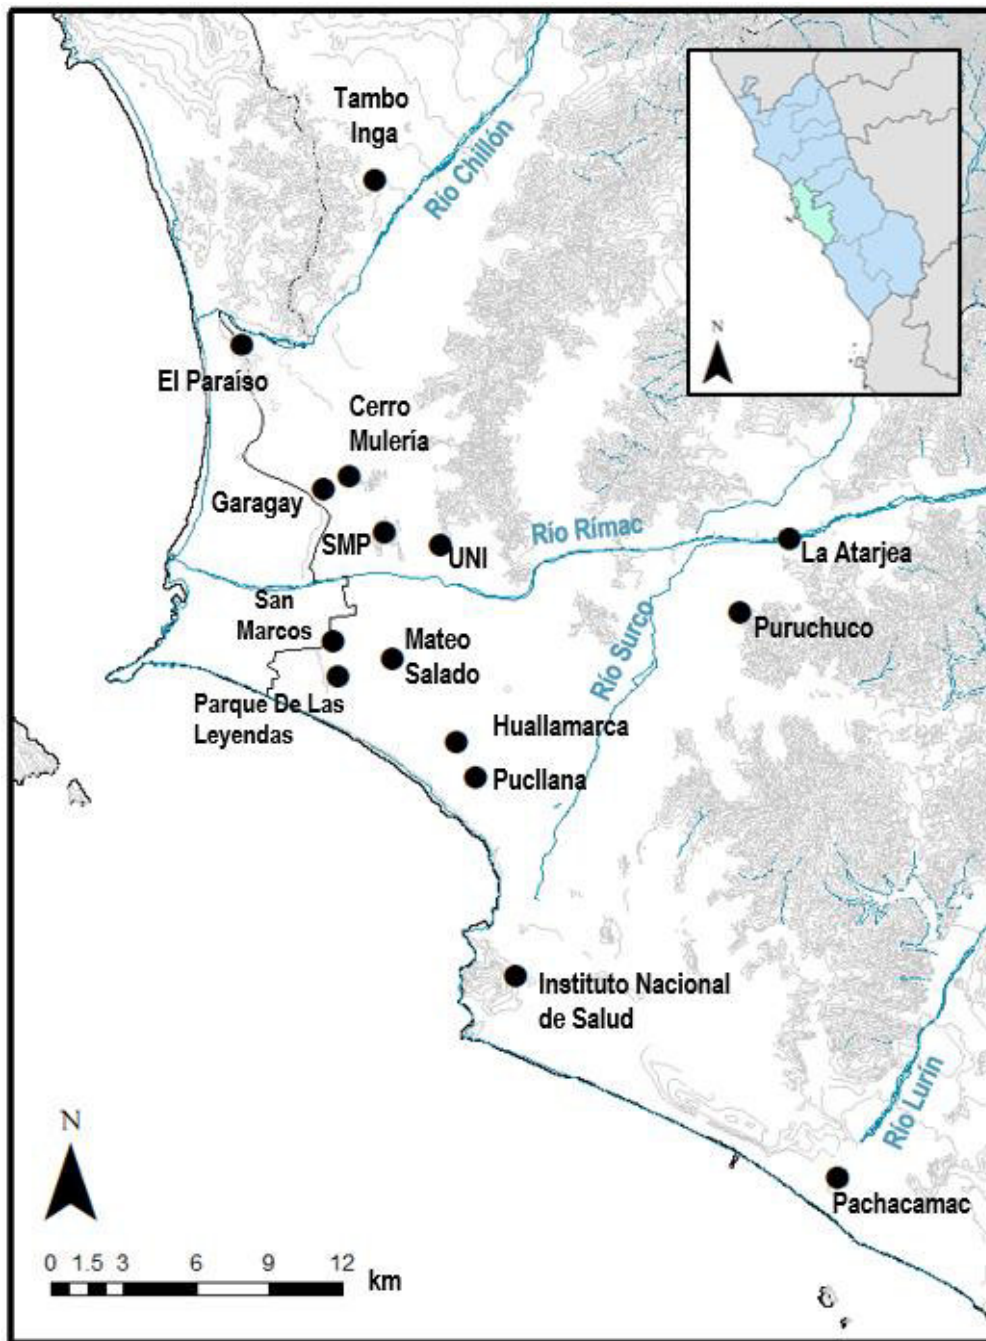 Tambo
Inga
Río Chillón
N
El Paraíso
Cerro
Mulería
Garagay
SMP
UNI
Río Rímac
La Atarjea
San
Marcos
Mateo
Salado
Río Surco
Puruchuco
Parque De Las
Leyendas
Huallamarca
Pucllana
Instituto Nacional
de Salud
Río Lurín
N
Pachacamac
0 1.5 3 6 9 12
km